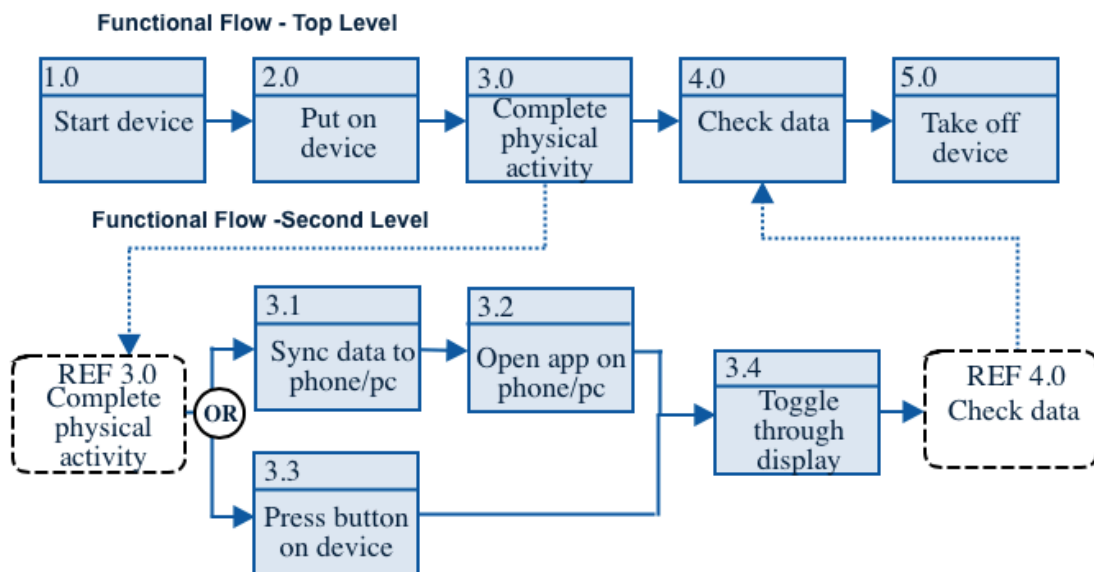 Functional Flow - Top Level
1.0
Start device
2.0
Put on
device
3.0
Complete
physical
activity
4.0
Check data
5.0
Take off
device
Functional Flow -Second Level
REF 3.0
Complete
physical
activity
OR
3.1
Sync data to
phone/pc
3.2
Open app on
phone/pc
3.3
Press button
on device
3.4
Toggle
through
display
REF 4.0
Check data